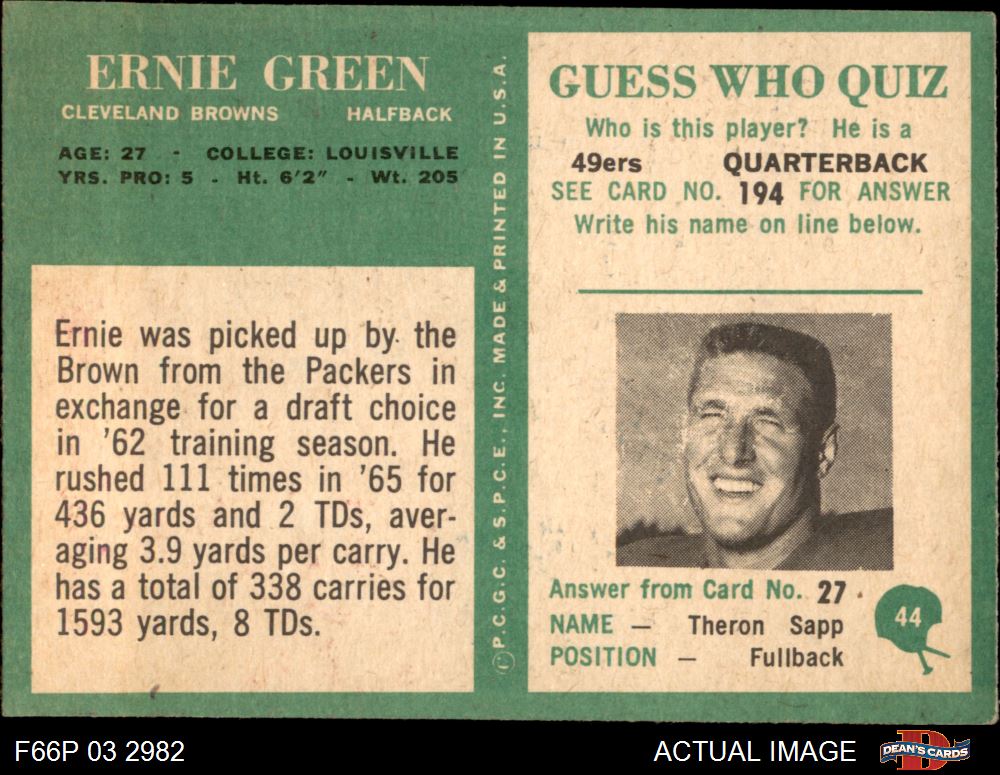 ERNIE GREEN
CLEVELAND BROWNS HALFBACK
AGE: 27 - COLLEGE: LOUISVILLE
YRS. PRO: 5 - Ht. 6'2" - Wt. 205
Ernie was picked up by the
Brown from the Packers in
exchange for a draft choice
in '62 training season. He
rushed 111 times in '65 for
436 yards and 2 TDs, aver-
aging 3.9 yards per carry. He
has a total of 338 carries for
1593 yards, 8 TDs.
©P.C.G.C. & S.P.C.E., INC. MADE & PRINTED IN U.S.A.
GUESS WHO QUIZ
Who is this player? He is a
49ers QUARTERBACK
SEE CARD NO. 194 FOR ANSWER
Write his name on line below.
Answer from Card No. 27
NAME — Theron Sapp
POSITION — Fullback
44
F66P 03 2982
ACTUAL IMAGE
D
DEAN'S CARDS